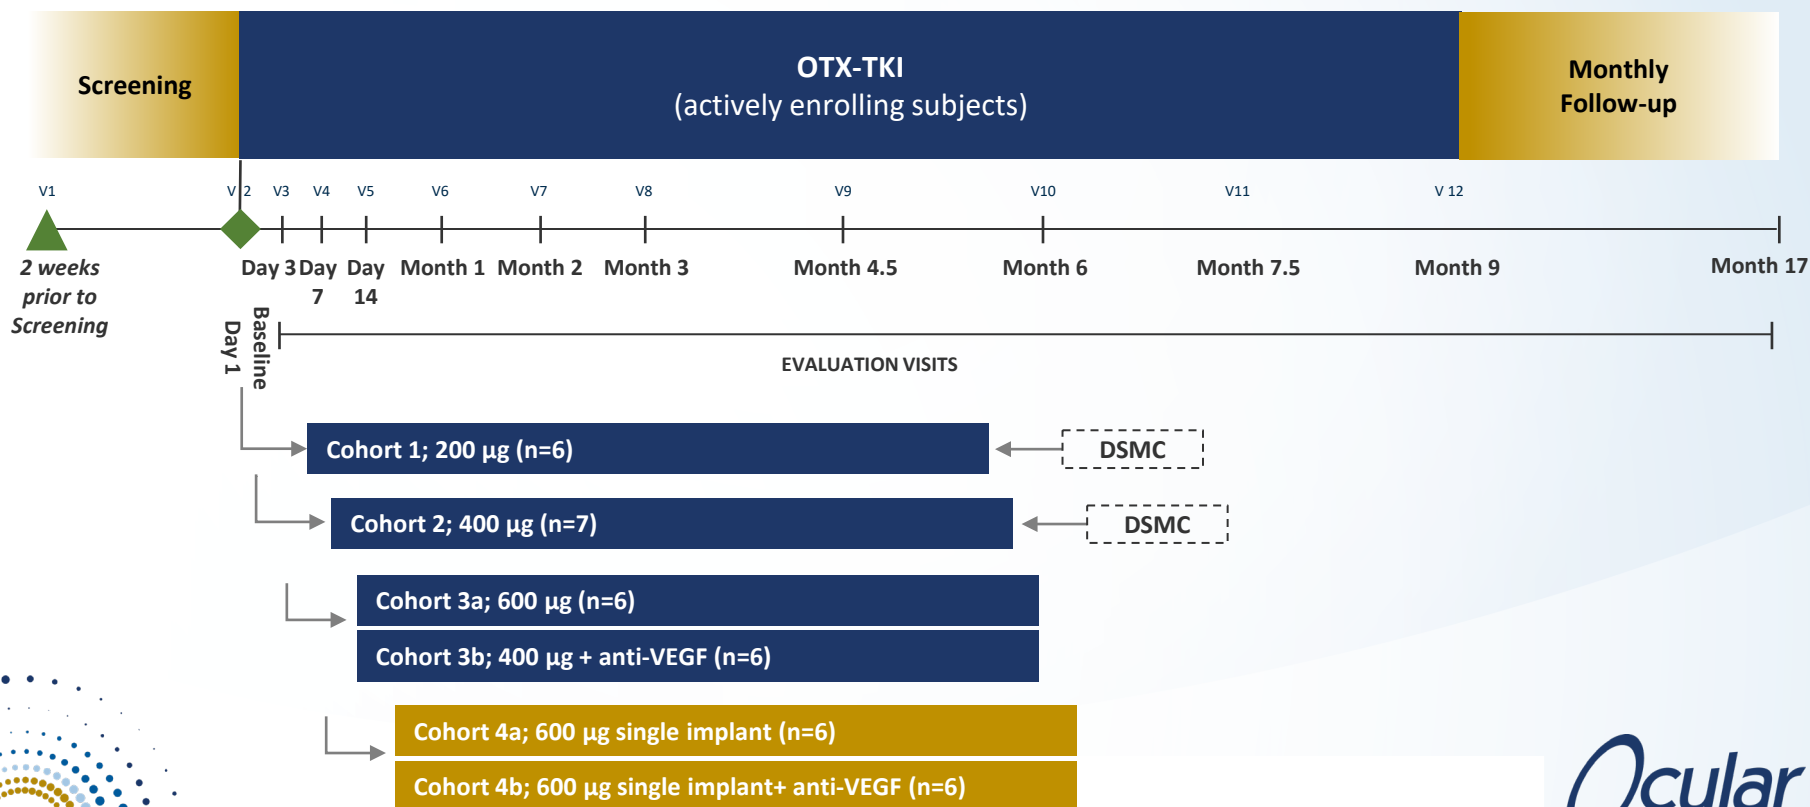 Screening
OTX-TKI
(actively enrolling subjects)
Monthly
Follow-up
V1
V 2
V3
V4
V5
V6
V7
V8
V9
V10
V11
V 12
2 weeks
prior to
Screening
Day 3
Day
7
Day
14
Month 1
Month 2
Month 3
Month 4.5
Month 6
Month 7.5
Month 9
Month 17
Baseline
Day 1
EVALUATION VISITS
Cohort 1; 200 µg (n=6)
DSMC
Cohort 2; 400 µg (n=7)
DSMC
Cohort 3a; 600 µg (n=6)
Cohort 3b; 400 µg + anti-VEGF (n=6)
Cohort 4a; 600 µg single implant (n=6)
Cohort 4b; 600 µg single implant+ anti-VEGF (n=6)
Ocular